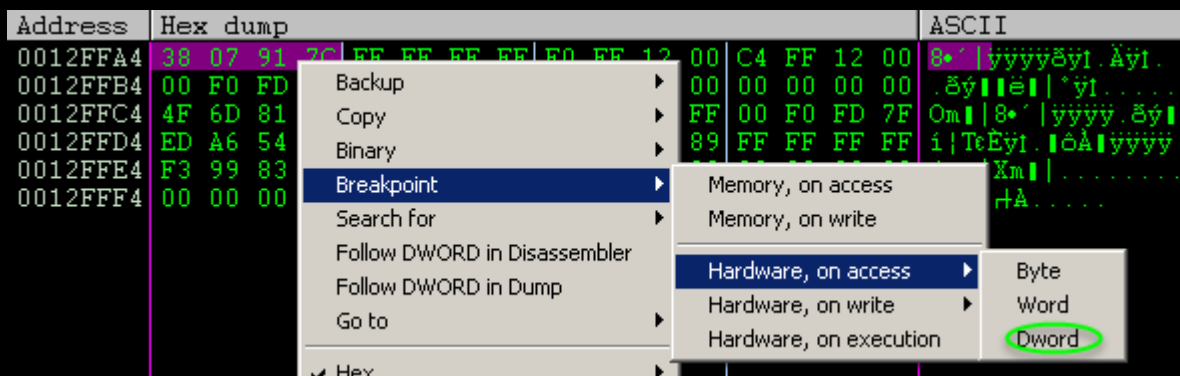 Address Hex dump ASCII
0012FFA4 38 07 91 7C FF FF FF FF F0 FF 12 00 C4 FF 12 00 8•´|ÿÿÿÿðÿ‡.Äÿ‡.
0012FFB4 00 F0 FD 00 00 00 00 00
0012FFC4 4F 6D 81 FF 00 F0 FD 7F
0012FFD4 ED A6 54 89 FF FF FF FF
0012FFE4 F3 99 83
0012FFF4 00 00 00
Backup
Copy
Binary
Breakpoint
Search for
Follow DWORD in Disassembler
Follow DWORD in Dump
Go to
Hex
Memory, on access
Memory, on write
Hardware, on access
Hardware, on write
Hardware, on execution
Byte
Word
Dword